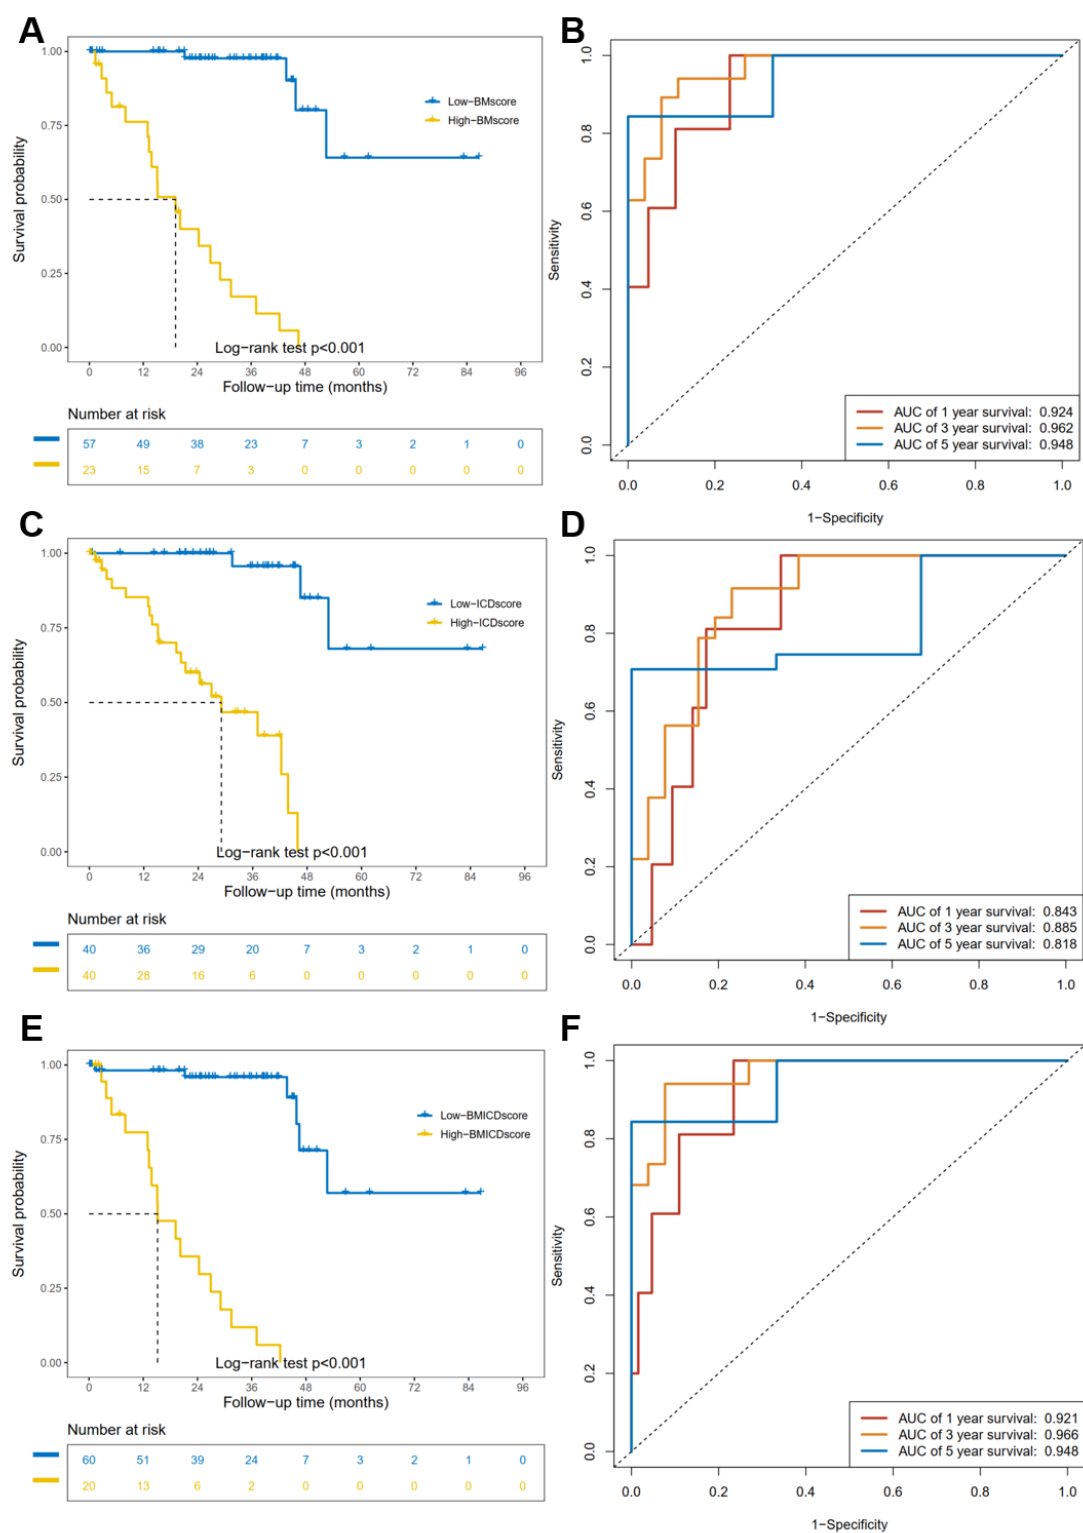 A
Survival probability
1.00
0.75
0.50
0.25
0.00
Low-BMscore
High-BMscore
Log-rank test p<0.001
0 12 24 36 48 60 72 84 96
Follow-up time (months)
Number at risk
57 49 38 23 7 3 2 1 0
23 15 7 3 0 0 0 0 0
B
Sensitivity
1.0
0.8
0.6
0.4
0.2
0.0
AUC of 1 year survival: 0.924
AUC of 3 year survival: 0.962
AUC of 5 year survival: 0.948
0.0 0.2 0.4 0.6 0.8 1.0
1-Specificity
C
Survival probability
1.00
0.75
0.50
0.25
0.00
Low-ICDscore
High-ICDscore
Log-rank test p<0.001
0 12 24 36 48 60 72 84 96
Follow-up time (months)
Number at risk
40 36 29 20 7 3 2 1 0
40 28 16 6 0 0 0 0 0
D
Sensitivity
1.0
0.8
0.6
0.4
0.2
0.0
AUC of 1 year survival: 0.843
AUC of 3 year survival: 0.885
AUC of 5 year survival: 0.818
0.0 0.2 0.4 0.6 0.8 1.0
1-Specificity
E
Survival probability
1.00
0.75
0.50
0.25
0.00
Low-BMICDscore
High-BMICDscore
Log-rank test p<0.001
0 12 24 36 48 60 72 84 96
Follow-up time (months)
Number at risk
60 51 39 24 7 3 2 1 0
20 13 6 2 0 0 0 0 0
F
Sensitivity
1.0
0.8
0.6
0.4
0.2
0.0
AUC of 1 year survival: 0.921
AUC of 3 year survival: 0.966
AUC of 5 year survival: 0.948
0.0 0.2 0.4 0.6 0.8 1.0
1-Specificity